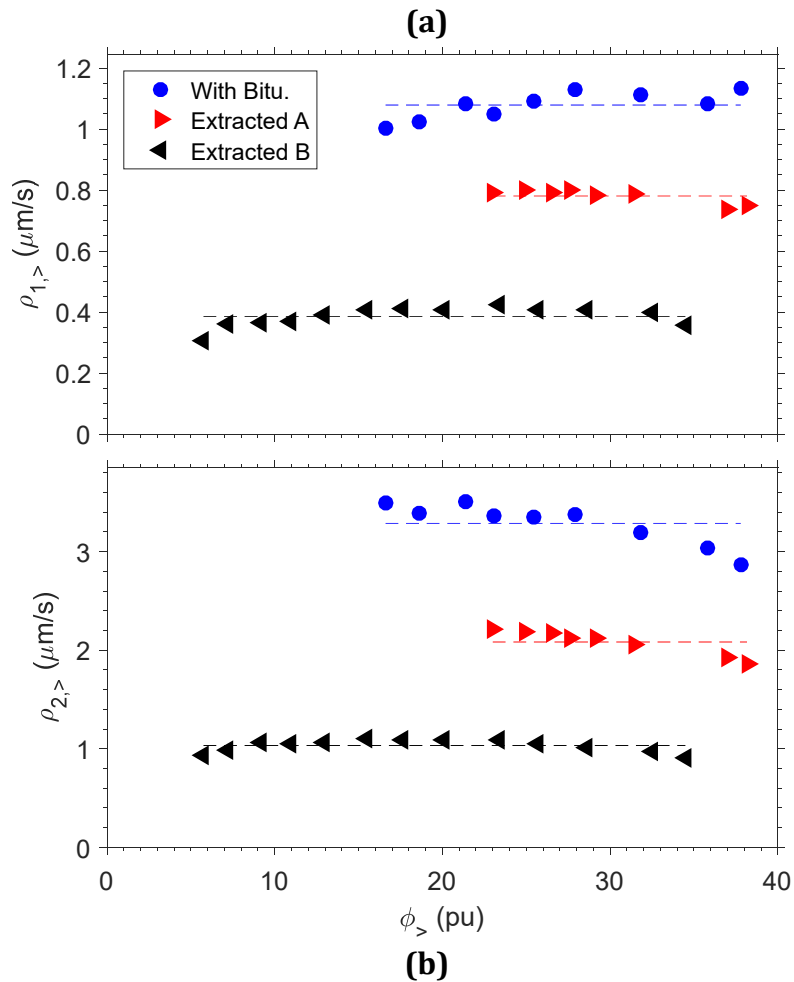 (a)
1.2
1
0.8
0.6
0.4
0.2
0
ρ1,> (μm/s)
With Bitu.
Extracted A
Extracted B
3
2
1
0
ρ2,> (μm/s)
0 10 20 30 40
ϕ> (pu)
(b)